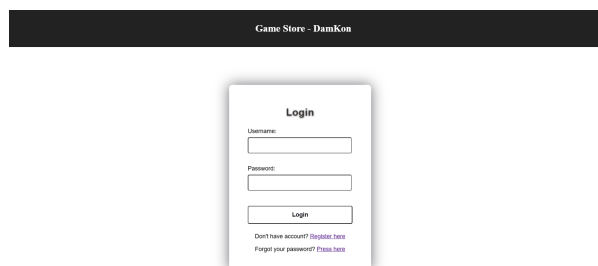 Game Store - DamKon
Login
Username:
Password:
Login
Don't have account? Register here
Forgot your password? Press here